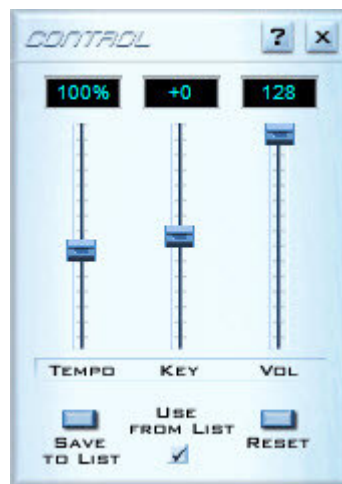 CONTROL ? x
100% +0 128
TEMPO KEY VOL
SAVE
TO LIST
USE
FROM LIST
RESET